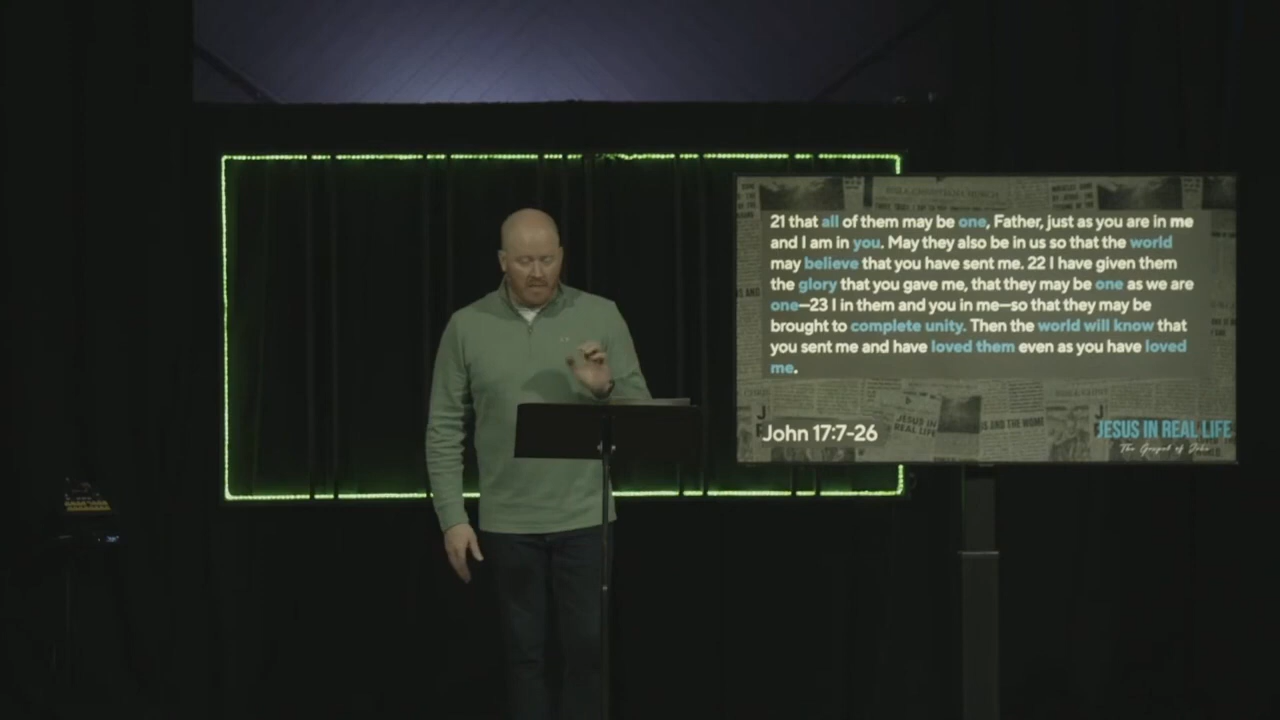 21 that all of them may be one, Father, just as you are in me
and I am in you. May they also be in us so that the world
may believe that you have sent me. 22 I have given them
the glory that you gave me, that they may be one as we are
one—23 I in them and you in me—so that they may be
brought to complete unity. Then the world will know that
you sent me and have loved them even as you have loved
me.
JESUS IN
REAL LIFE
John 17:7-26
JESUS IN REAL LIFE
The Gospel of John